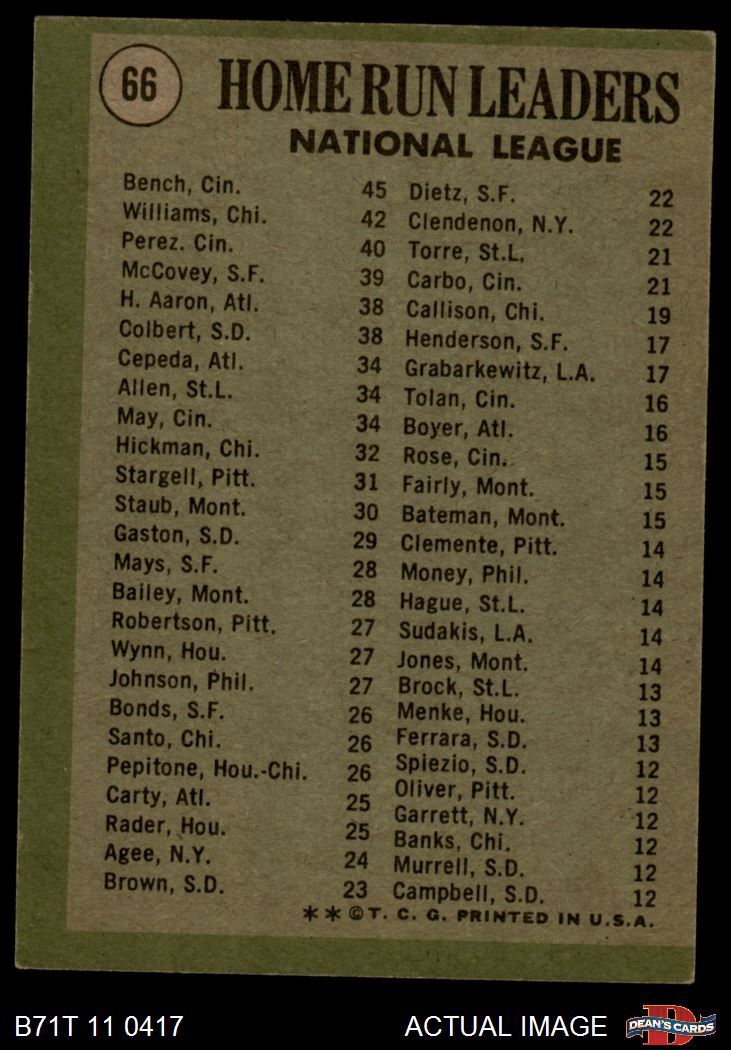 66
HOME RUN LEADERS
NATIONAL LEAGUE
Bench, Cin. 45
Williams, Chi. 42
Perez. Cin. 40
McCovey, S.F. 39
H. Aaron, Atl. 38
Colbert, S.D. 38
Cepeda, Atl. 34
Allen, St.L. 34
May, Cin. 34
Hickman, Chi. 32
Stargell, Pitt. 31
Staub, Mont. 30
Gaston, S.D. 29
Mays, S.F. 28
Bailey, Mont. 28
Robertson, Pitt. 27
Wynn, Hou. 27
Johnson, Phil. 27
Bonds, S.F. 26
Santo, Chi. 26
Pepitone, Hou.-Chi. 26
Carty, Atl. 25
Rader, Hou. 25
Agee, N.Y. 24
Brown, S.D. 23
Dietz, S.F. 22
Clendenon, N.Y. 22
Torre, St.L. 21
Carbo, Cin. 21
Callison, Chi. 19
Henderson, S.F. 17
Grabarkewitz, L.A. 17
Tolan, Cin. 16
Boyer, Atl. 16
Rose, Cin. 15
Fairly, Mont. 15
Bateman, Mont. 15
Clemente, Pitt. 14
Money, Phil. 14
Hague, St.L. 14
Sudakis, L.A. 14
Jones, Mont. 14
Brock, St.L. 13
Menke, Hou. 13
Ferrara, S.D. 13
Spiezio, S.D. 12
Oliver, Pitt. 12
Garrett, N.Y. 12
Banks, Chi. 12
Murrell, S.D. 12
Campbell, S.D. 12
**©T. C. G. PRINTED IN U.S.A.
B71T 11 0417
ACTUAL IMAGE
D
DEAN'S CARDS